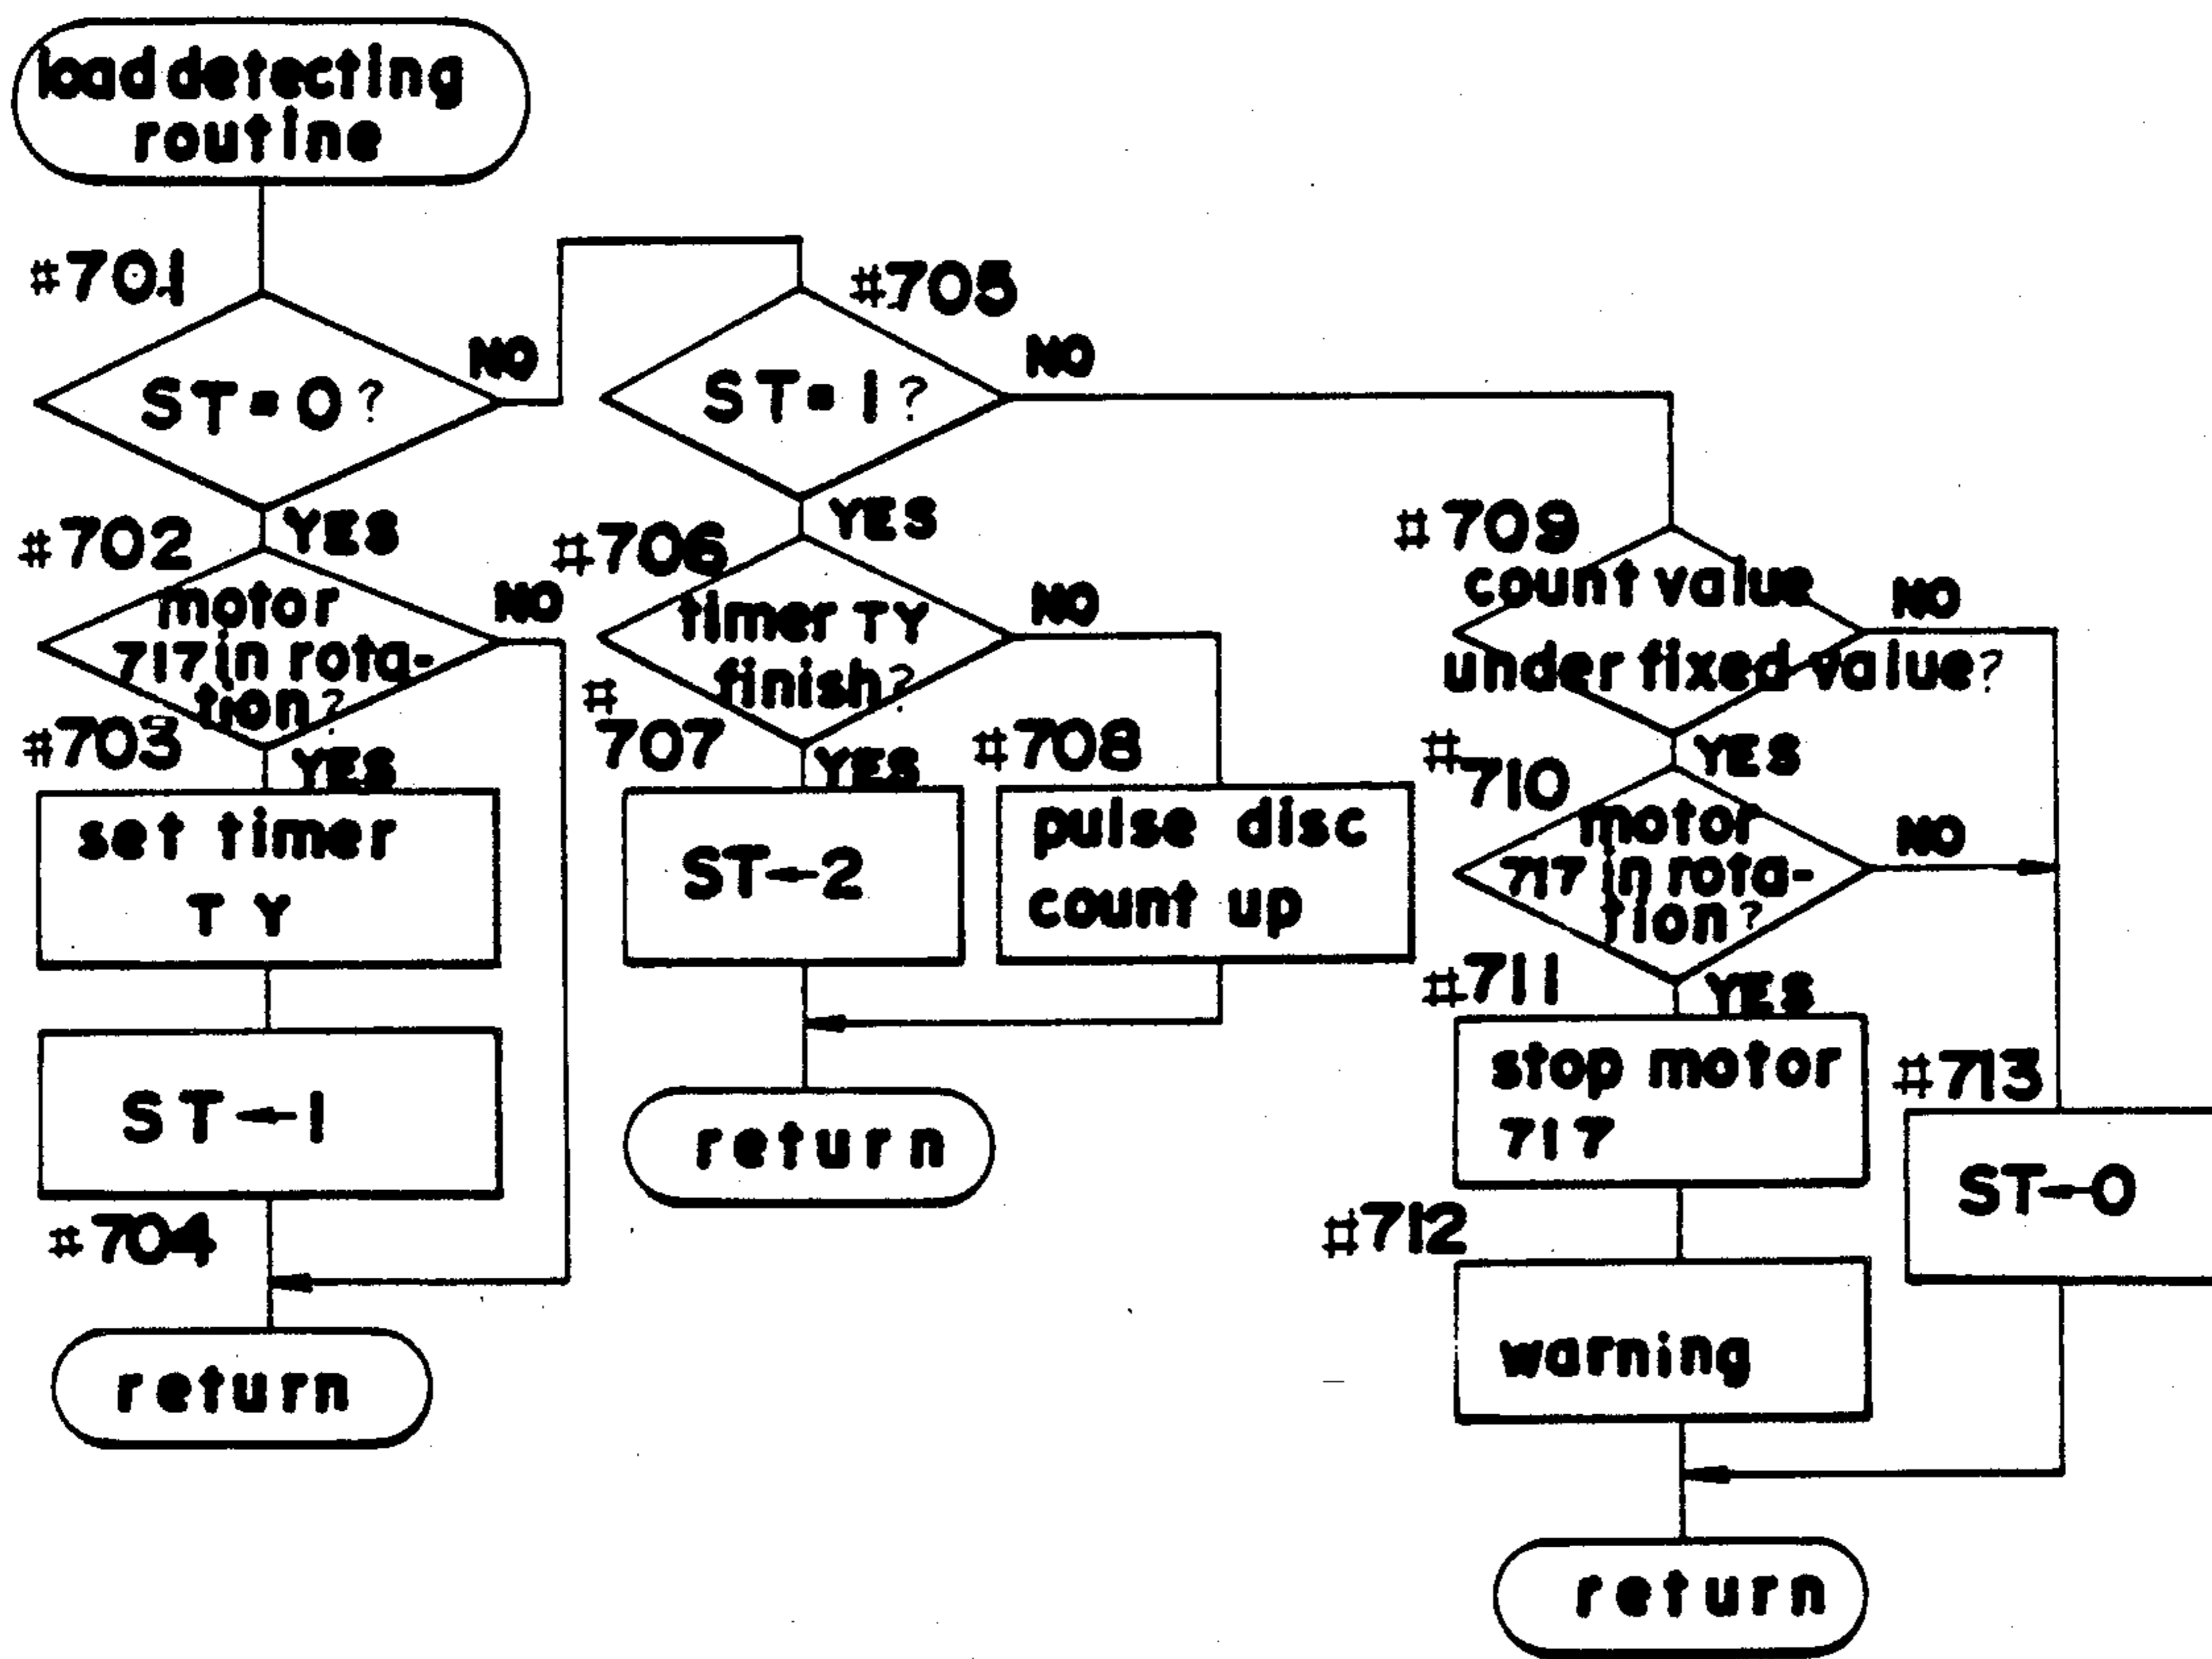 load detecting
routine
#701
ST=0?
NO
YES
#702
motor
717 in rota-
tion?
NO
#703
YES
set timer
TY
ST←1
#704
return
#705
ST=1?
NO
YES
#706
timer TY
finish?
NO
#
707
YES
ST←2
#708
pulse disc
count up
return
#709
count value
under fixed value?
NO
YES
#
710
motor
717 in rota-
tion?
NO
#711
YES
stop motor
717
#712
warning
#713
ST←0
return